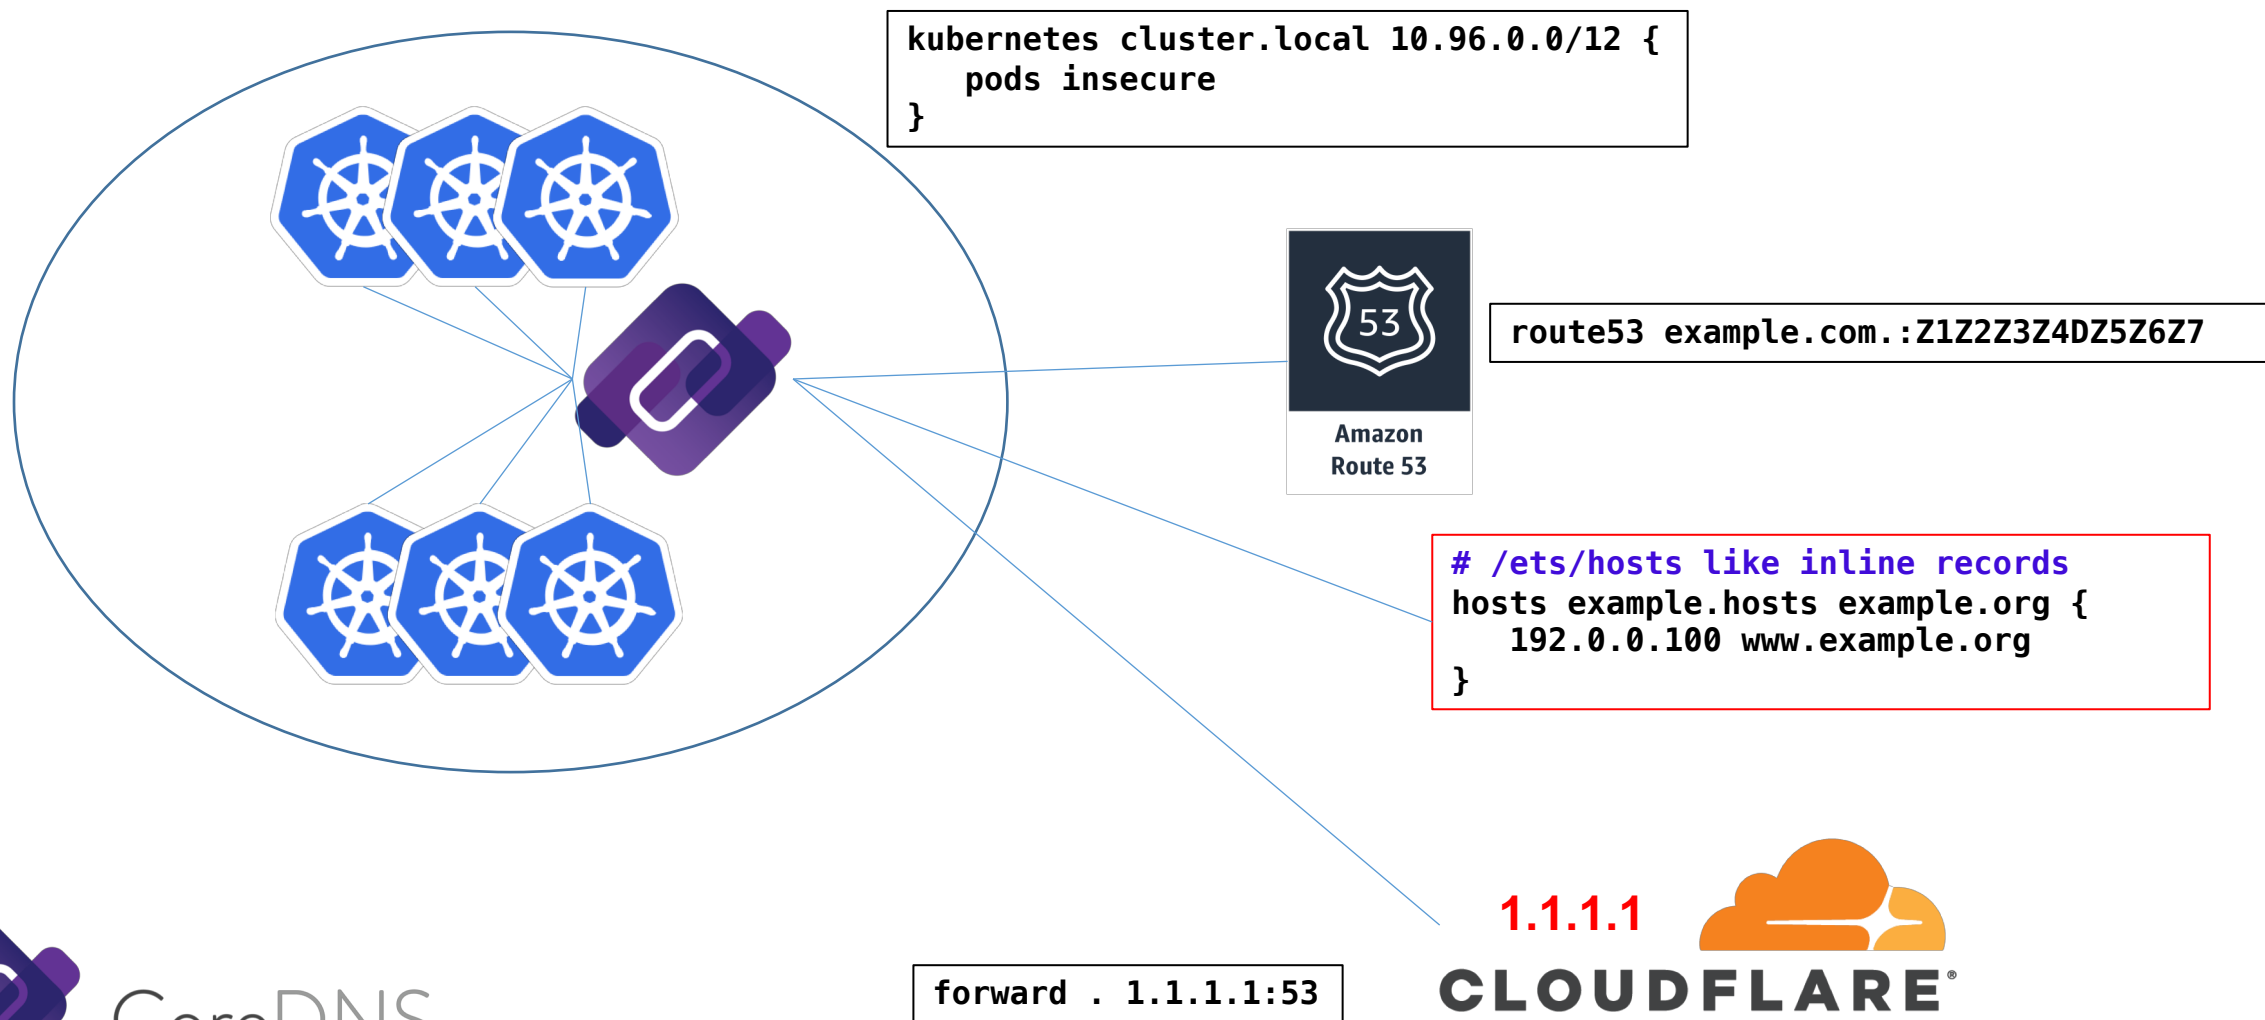 kubernetes cluster.local 10.96.0.0/12 {
pods insecure
}
53
Amazon
Route 53
route53 example.com.:Z1Z2Z3Z4DZ5Z6Z7
# /ets/hosts like inline records
hosts example.hosts example.org {
192.0.0.100 www.example.org
}
1.1.1.1
CLOUDFLARE®
forward . 1.1.1.1:53
CoreDNS